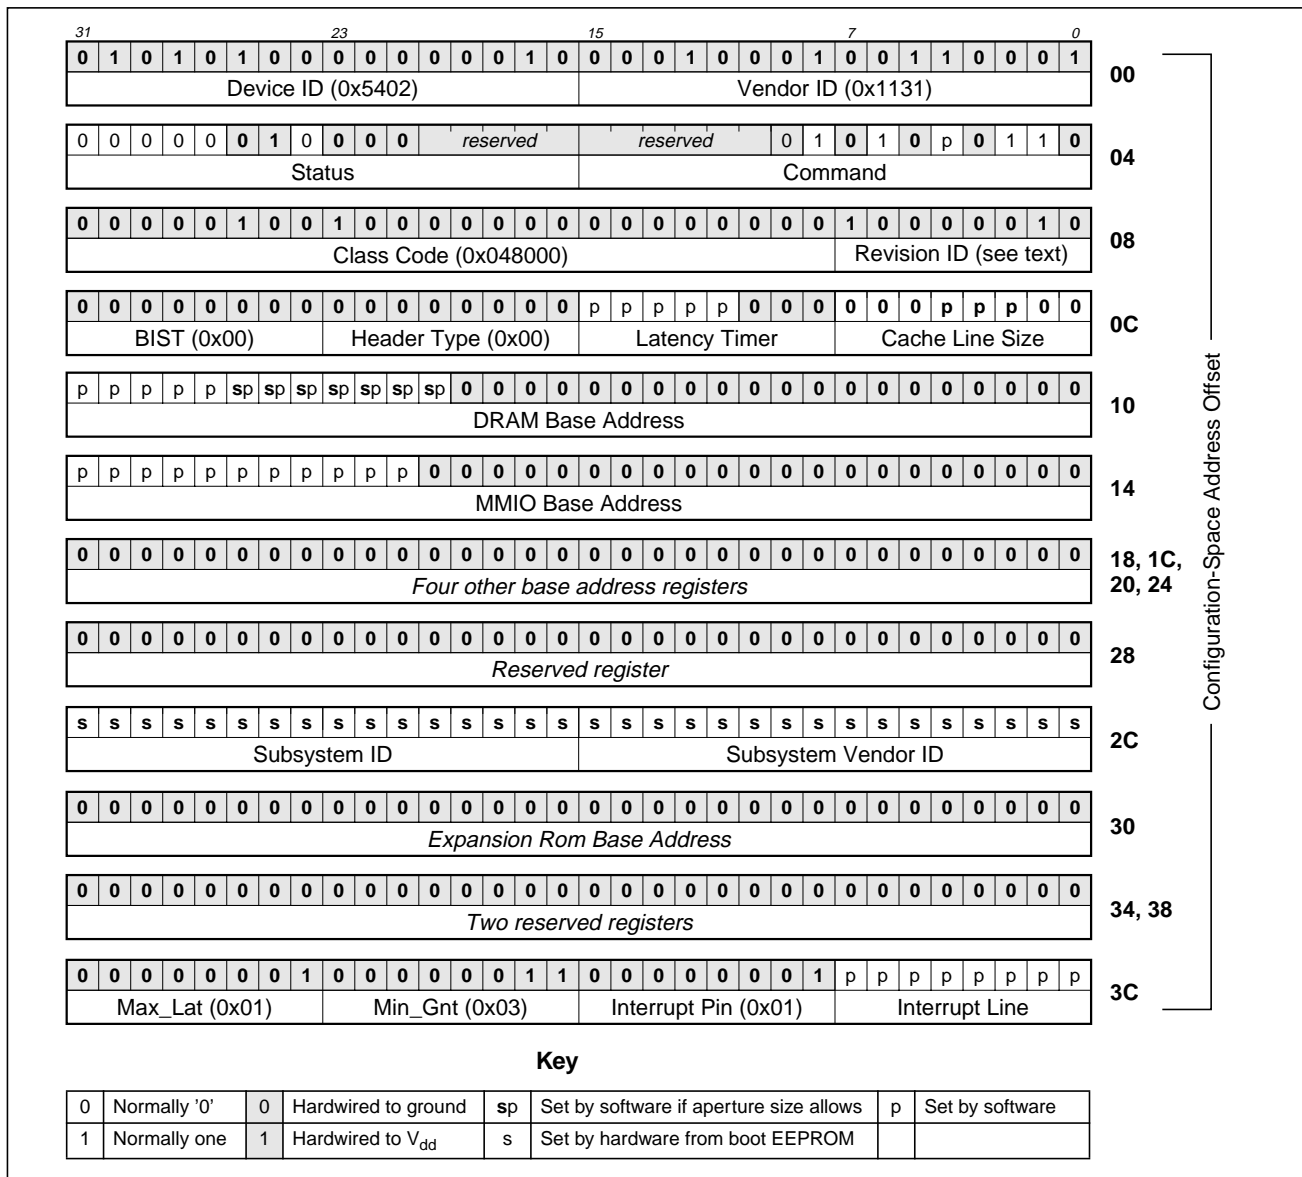 31 23 15 7 0
0 1 0 1 0 1 0 0 0 0 0 0 0 0 1 0 0 0 0 1 0 0 0 1 0 0 1 1 0 0 0 1
Device ID (0x5402) Vendor ID (0x1131) 00
0 0 0 0 0 0 1 0 0 0 0 reserved reserved 0 1 0 1 0 p 0 1 1 0
Status Command 04
0 0 0 0 0 1 0 0 1 0 0 0 0 0 0 0 0 0 0 0 0 0 0 0 1 0 0 0 0 0 1 0
Class Code (0x048000) Revision ID (see text) 08
0 0 0 0 0 0 0 0 0 0 0 0 0 0 0 0 p p p p p 0 0 0 0 0 0 p p p 0 0
BIST (0x00) Header Type (0x00) Latency Timer Cache Line Size 0C
p p p p p sp sp sp sp sp sp sp 0 0 0 0 0 0 0 0 0 0 0 0 0 0 0 0 0 0 0 0
DRAM Base Address 10
p p p p p p p p p p p 0 0 0 0 0 0 0 0 0 0 0 0 0 0 0 0 0 0 0 0 0
MMIO Base Address 14
0 0 0 0 0 0 0 0 0 0 0 0 0 0 0 0 0 0 0 0 0 0 0 0 0 0 0 0 0 0 0 0
Four other base address registers 18, 1C,
20, 24
0 0 0 0 0 0 0 0 0 0 0 0 0 0 0 0 0 0 0 0 0 0 0 0 0 0 0 0 0 0 0 0
Reserved register 28
s s s s s s s s s s s s s s s s s s s s s s s s s s s s s s s s
Subsystem ID Subsystem Vendor ID 2C
0 0 0 0 0 0 0 0 0 0 0 0 0 0 0 0 0 0 0 0 0 0 0 0 0 0 0 0 0 0 0 0
Expansion Rom Base Address 30
0 0 0 0 0 0 0 0 0 0 0 0 0 0 0 0 0 0 0 0 0 0 0 0 0 0 0 0 0 0 0 0
Two reserved registers 34, 38
0 0 0 0 0 0 0 1 0 0 0 0 0 0 1 1 0 0 0 0 0 0 0 1 p p p p p p p p
Max_Lat (0x01) Min_Gnt (0x03) Interrupt Pin (0x01) Interrupt Line 3C
Configuration-Space Address Offset
Key
0 Normally '0' 0 Hardwired to ground sp Set by software if aperture size allows p Set by software
1 Normally one 1 Hardwired to Vdd s Set by hardware from boot EEPROM